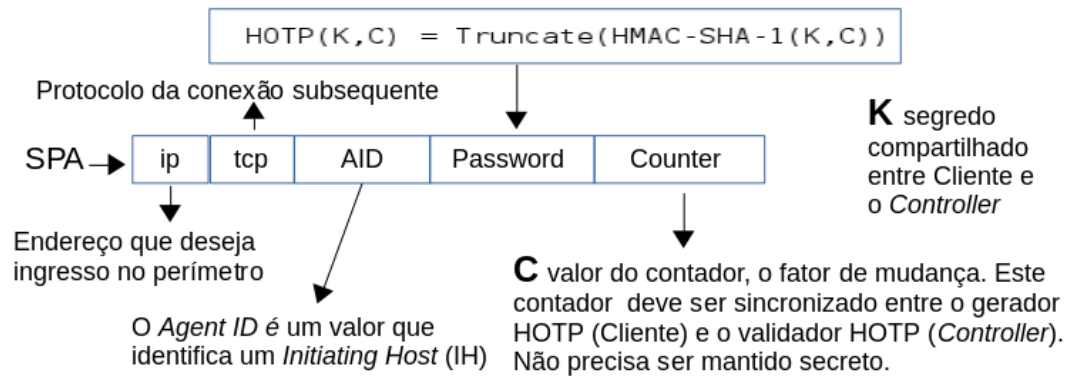 HOTP(K,C) = Truncate(HMAC-SHA-1(K,C))
Protocolo da conexão subsequente
SPA
ip
tcp
AID
Password
Counter
K segredo
compartilhado
entre Cliente e
o Controller
Endereço que deseja
ingresso no perímetro
O Agent ID é um valor que
identifica um Initiating Host (IH)
C valor do contador, o fator de mudança. Este
contador deve ser sincronizado entre o gerador
HOTP (Cliente) e o validador HOTP (Controller).
Não precisa ser mantido secreto.